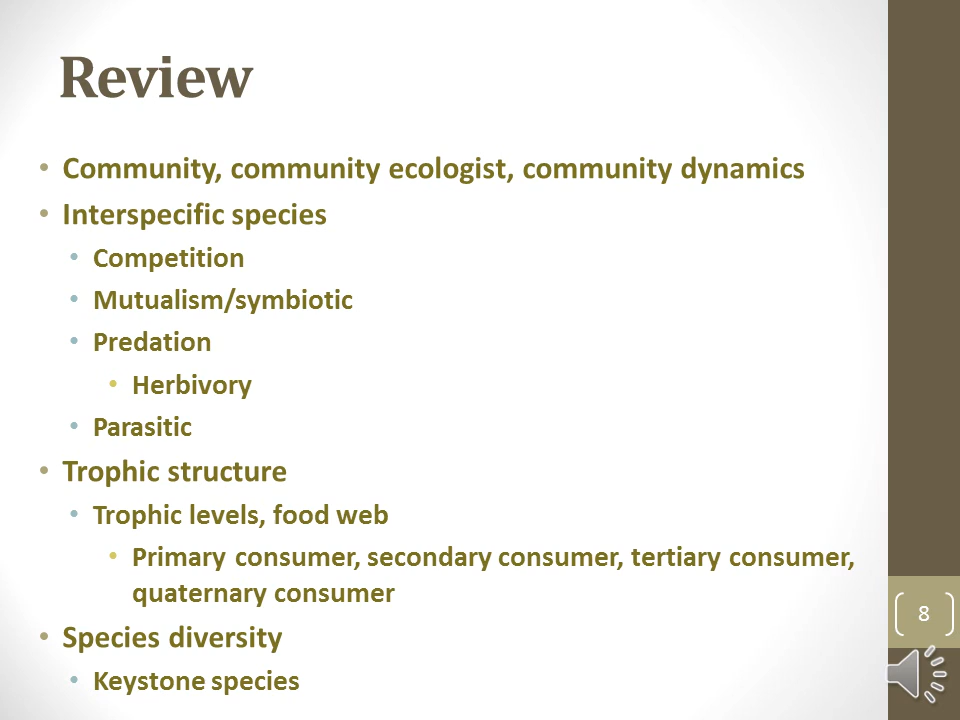 Review
• Community, community ecologist, community dynamics
• Interspecific species
• Competition
• Mutualism/symbiotic
• Predation
• Herbivory
• Parasitic
• Trophic structure
• Trophic levels, food web
• Primary consumer, secondary consumer, tertiary consumer,
quaternary consumer
• Species diversity
• Keystone species
8